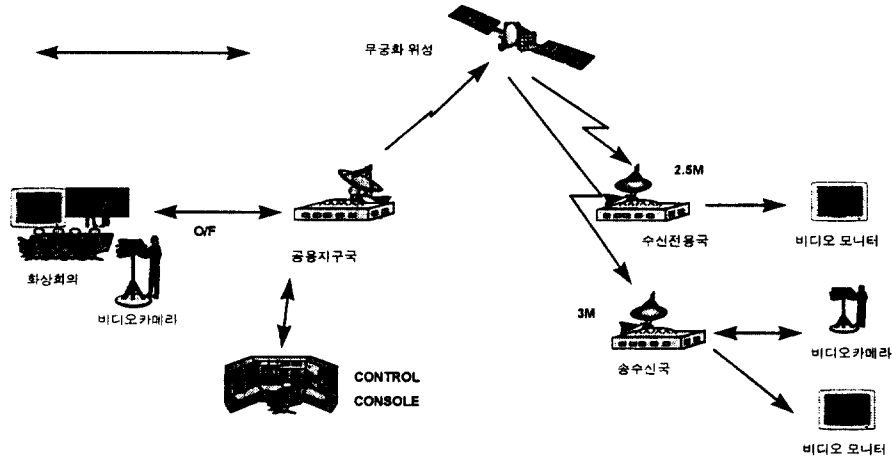 무궁화 위성
2.5M
O/F
공용지구국
수신전용국
비디오 모니터
화상회의
비디오카메라
3M
송수신국
비디오카메라
CONTROL
CONSOLE
비디오 모니터